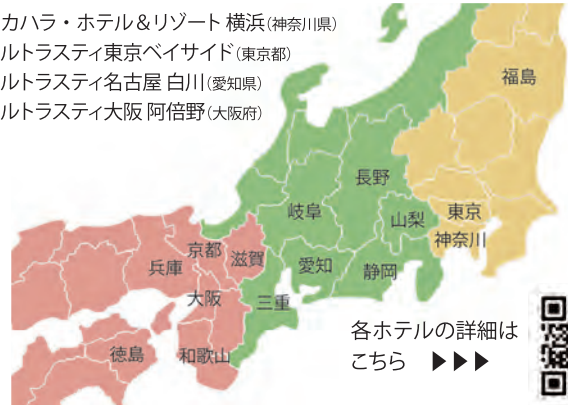 カハラ・ホテル＆リゾート 横浜（神奈川県）
ルトラスティ東京ベイサイド（東京都）
ルトラスティ名古屋 白川（愛知県）
ルトラスティ大阪 阿倍野（大阪府）
福島
長野
岐阜
山梨
東京
神奈川
京都
滋賀
兵庫
愛知
静岡
大阪
三重
徳島
和歌山
各ホテルの詳細は
こちら ▶▶▶